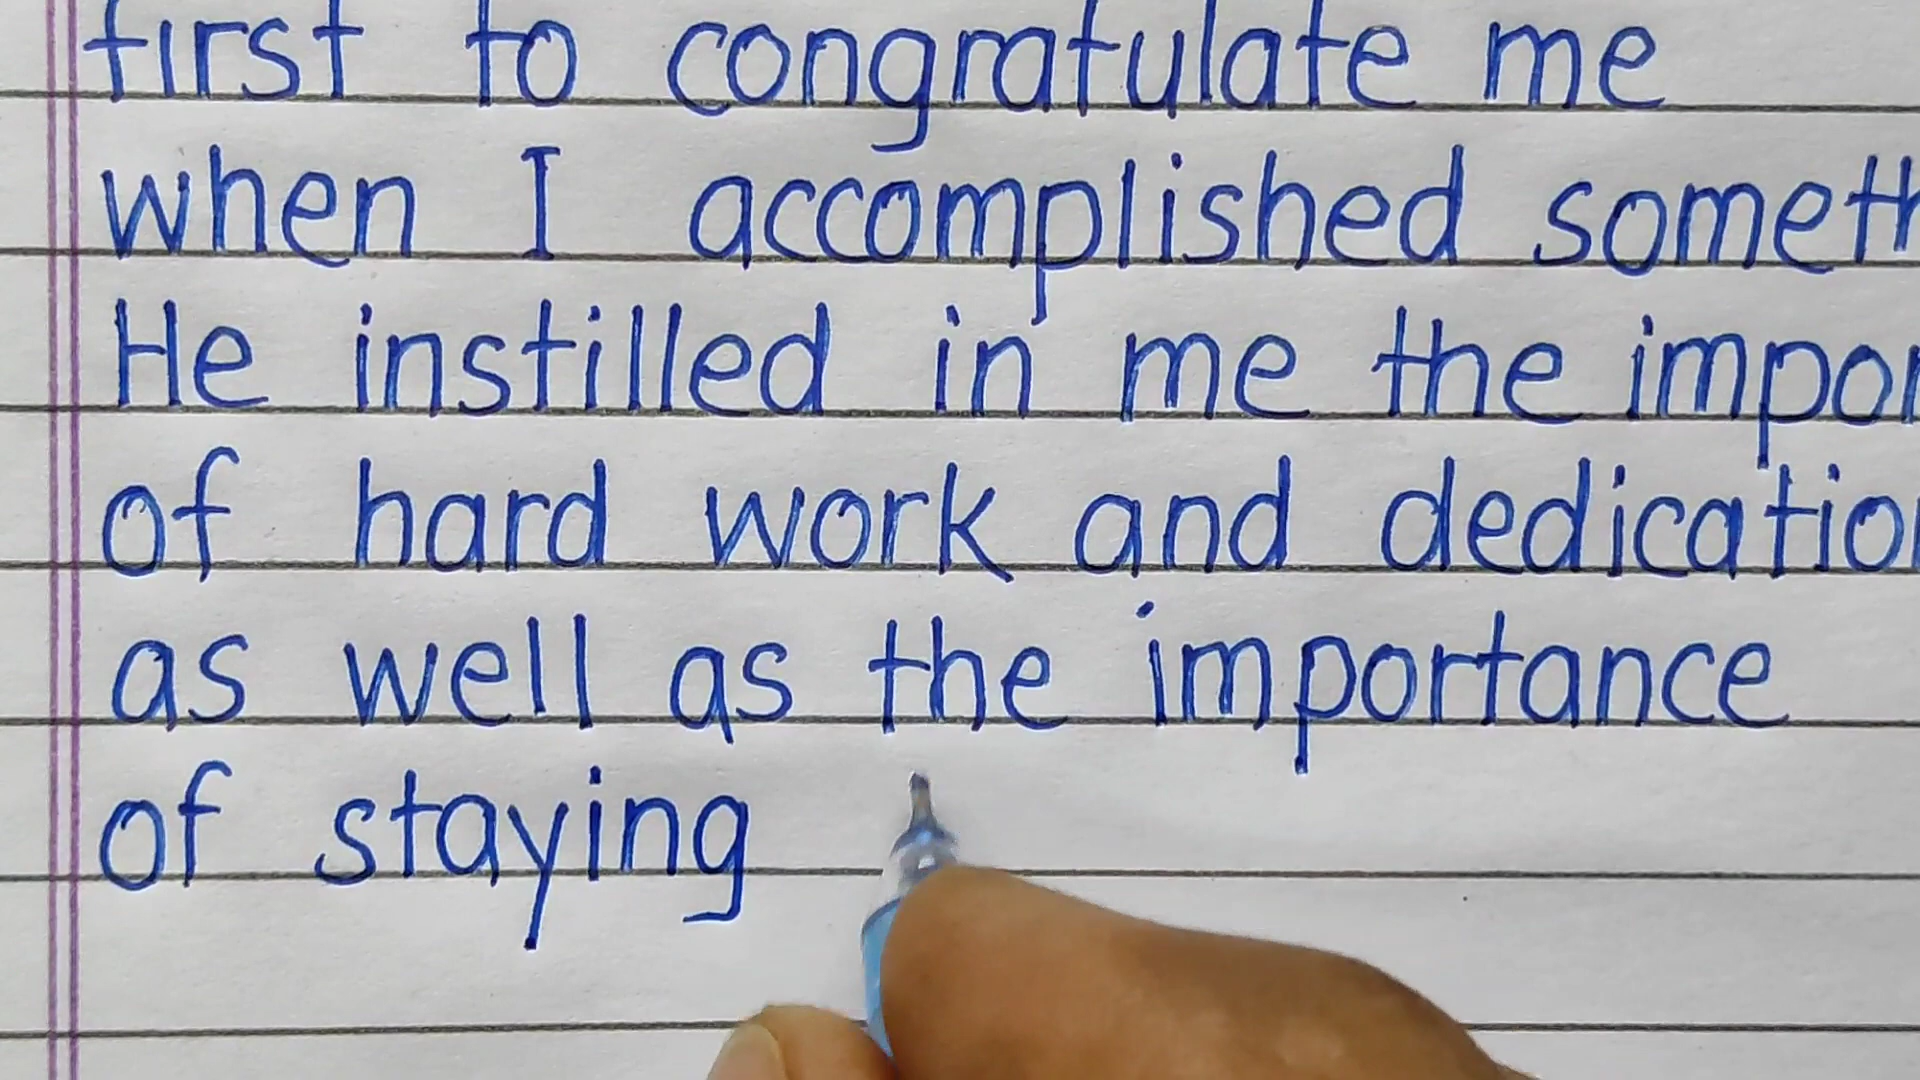 first to congratulate me
when I accomplished someth
He instilled in me the impor
of hard work and dedication
as well as the importance
of staying